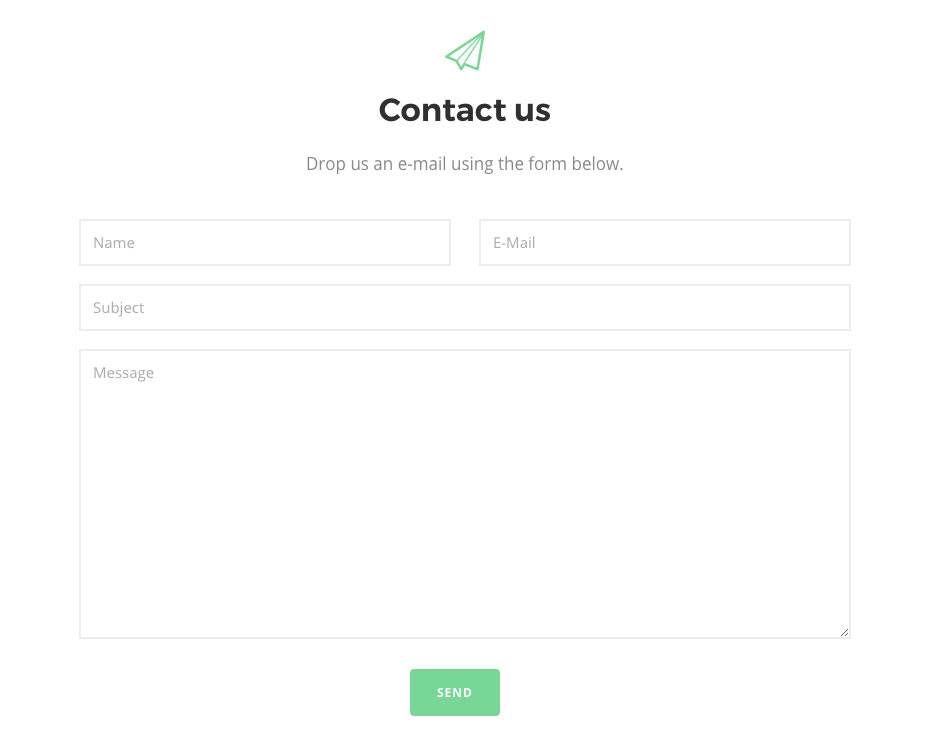 Contact us
Drop us an e-mail using the form below.
Name
E-Mail
Subject
Message
SEND